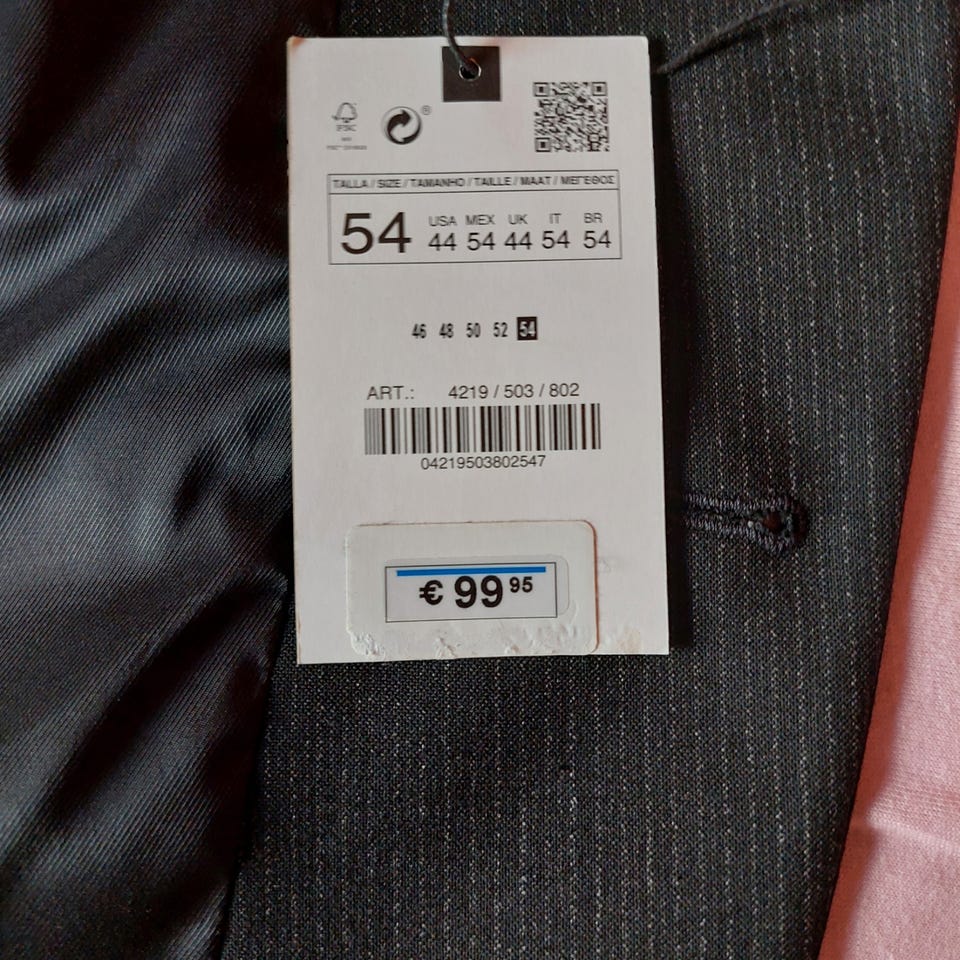 ®
FSC
TALLA / SIZE / TAMANHO / TAILLE / MAAT / ΜΕΓΕΘΟΣ
54
USA MEX UK IT BR
44 54 44 54 54
46 48 50 52 54
ART.: 4219 / 503 / 802
04219503802547
€ 99 95